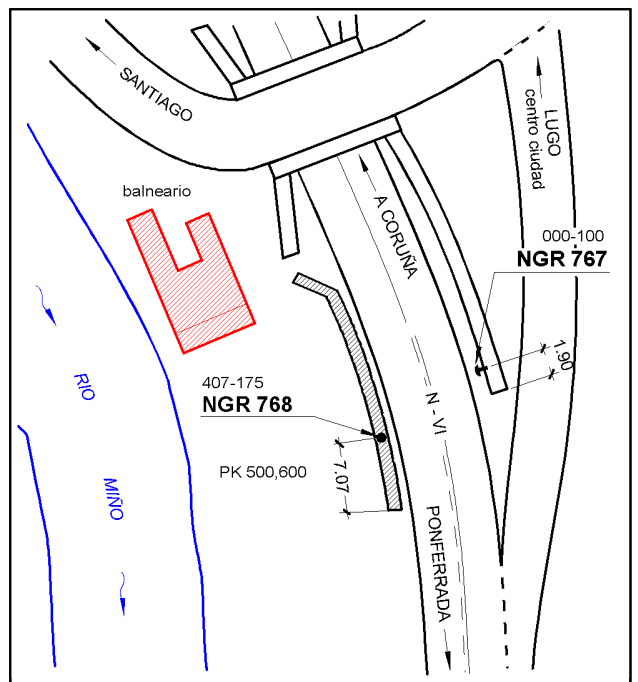 SANTIAGO
LUGO
centro ciudad
balneario
A CORUÑA
000-100
NGR 767
1.90
RIO
MIÑO
407-175
NGR 768
N - VI
PK 500,600
7.07
PONFERRADA